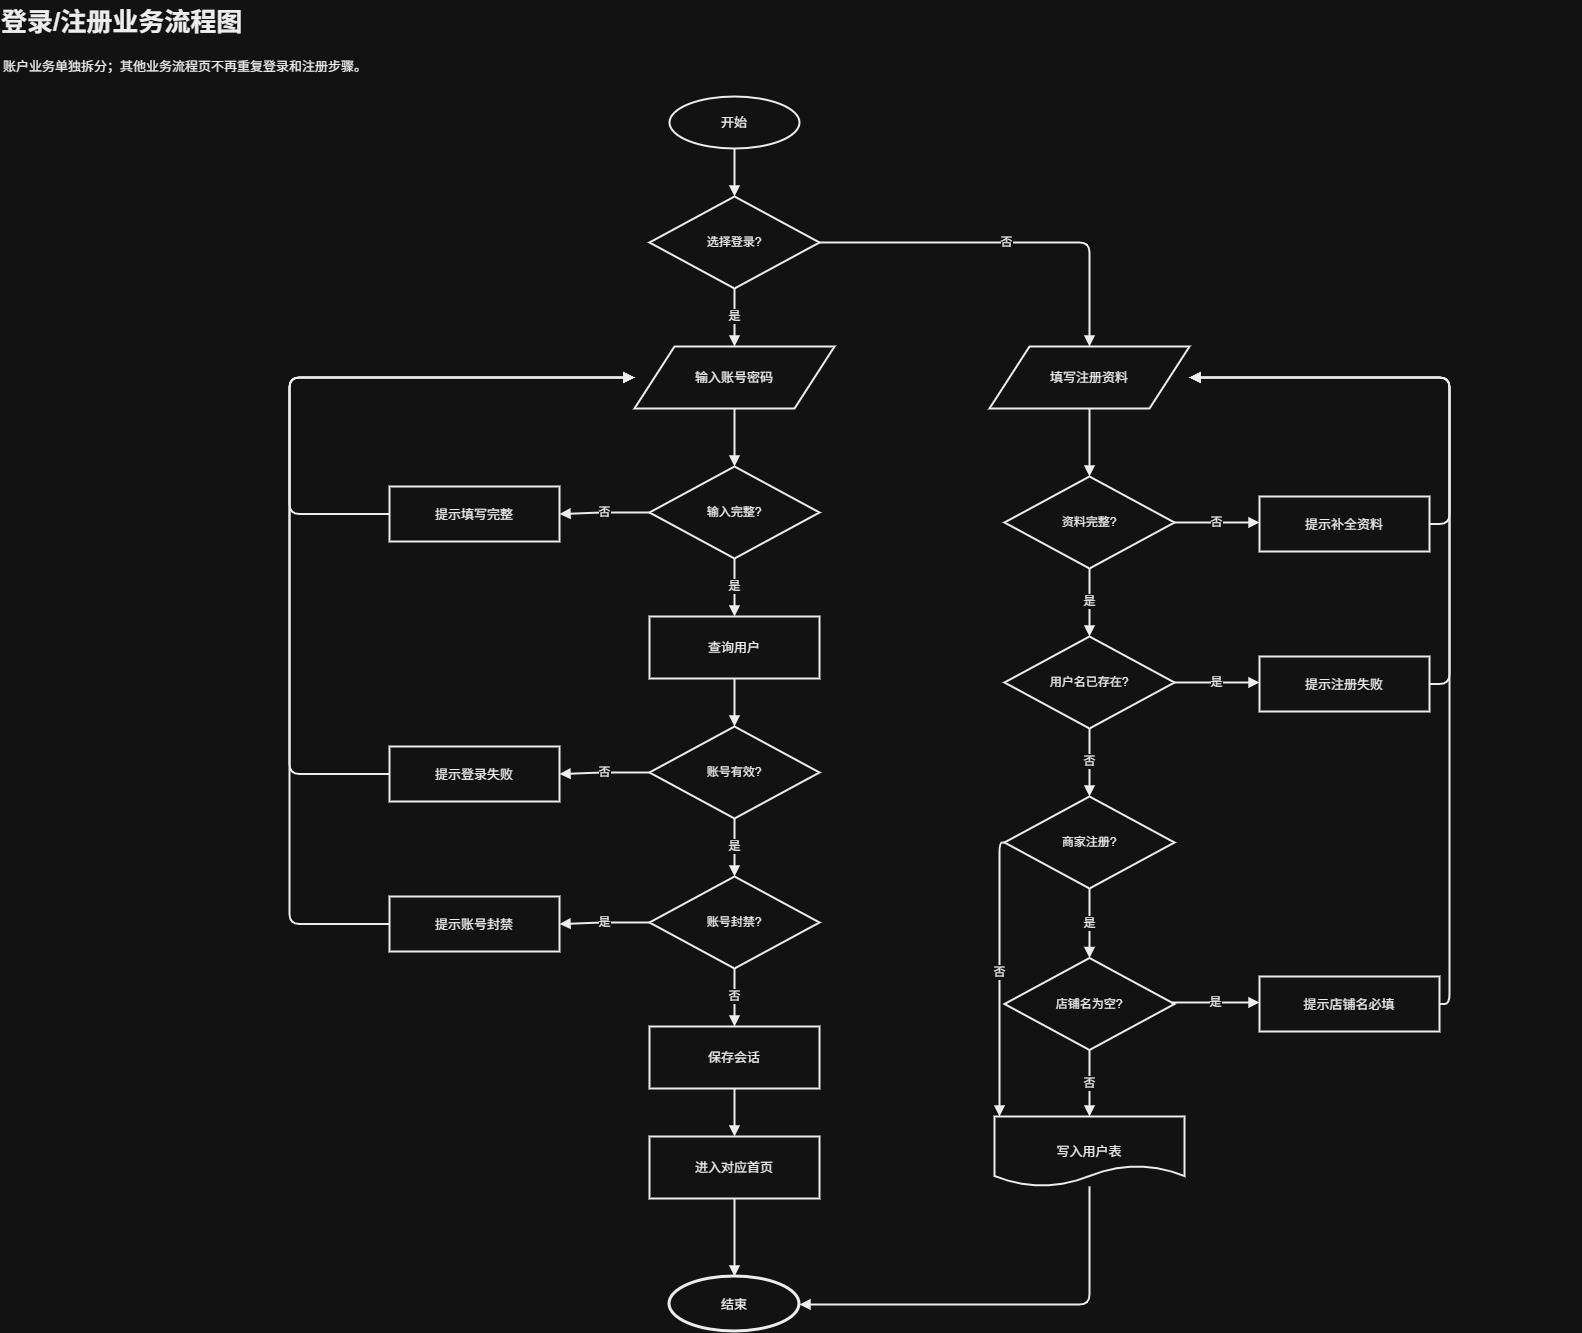 登录/注册业务流程图
账户业务单独拆分；其他业务流程页不再重复登录和注册步骤。
开始
选择登录?
否
是
输入账号密码
填写注册资料
提示填写完整
否
输入完整?
资料完整?
否
提示补全资料
是
是
查询用户
用户名已存在?
是
提示注册失败
否
提示登录失败
否
账号有效?
是
商家注册?
提示账号封禁
是
账号封禁?
是
否
否
店铺名为空?
是
提示店铺名必填
保存会话
否
写入用户表
进入对应首页
结束